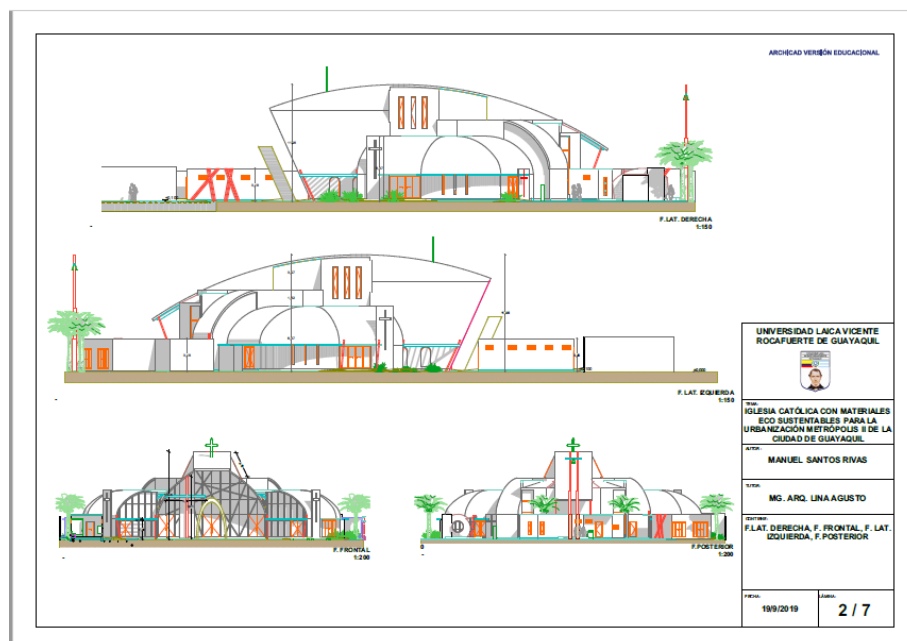 ARCHICAD VERSIÓN EDUCACIONAL
F.LAT. DERECHA
1:150
F. LAT. IZQUIERDA
1:150
F. FRONTAL
1:200
F.POSTERIOR
1:200
UNIVERSIDAD LAICA VICENTE
ROCAFUERTE DE GUAYAQUIL
TEMA:
IGLESIA CATÓLICA CON MATERIALES
ECO SUSTENTABLES PARA LA
URBANIZACIÓN METRÓPOLIS II DE LA
CIUDAD DE GUAYAQUIL
AUTOR:
MANUEL SANTOS RIVAS
TUTOR:
MG. ARQ. LINA AGUSTO
CONTIENE:
F.LAT. DERECHA, F. FRONTAL, F. LAT.
IZQUIERDA, F. POSTERIOR
FECHA:
19/9/2019
LÁMINA:
2 / 7